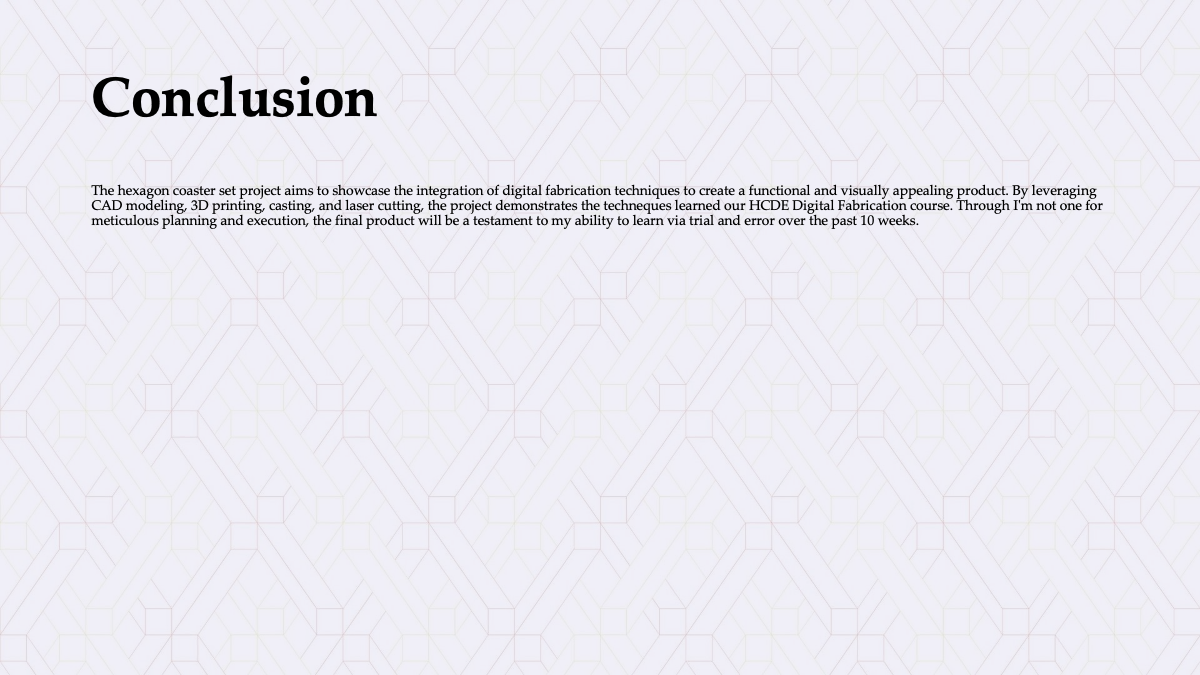 Conclusion
The hexagon coaster set project aims to showcase the integration of digital fabrication techniques to create a functional and visually appealing product. By leveraging
CAD modeling, 3D printing, casting, and laser cutting, the project demonstrates the techneques learned our HCDE Digital Fabrication course. Through I'm not one for
meticulous planning and execution, the final product will be a testament to my ability to learn via trial and error over the past 10 weeks.